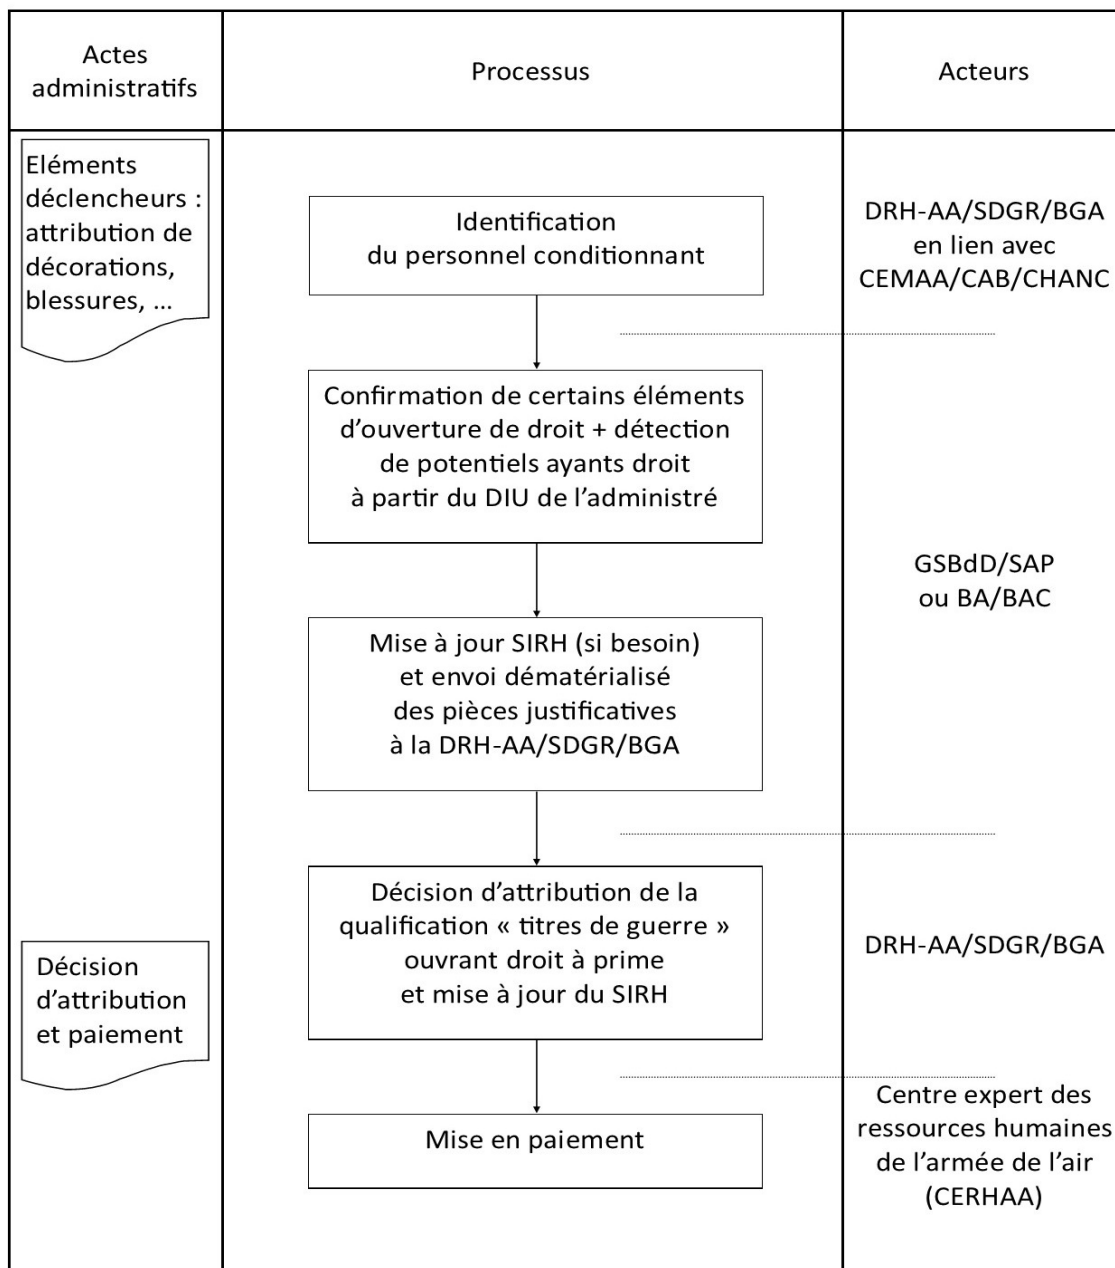 Actes
administratifs
Processus
Acteurs
Eléments
déclencheurs :
attribution de
décorations,
blessures, ...
Identification
du personnel conditionnant
DRH-AA/SDGR/BGA
en lien avec
CEMAA/CAB/CHANC
Confirmation de certains éléments
d’ouverture de droit + détection
de potentiels ayants droit
à partir du DIU de l’administré
GSBdD/SAP
ou BA/BAC
Mise à jour SIRH (si besoin)
et envoi dématérialisé
des pièces justificatives
à la DRH-AA/SDGR/BGA
Décision d’attribution de la
qualification « titres de guerre »
ouvrant droit à prime
et mise à jour du SIRH
DRH-AA/SDGR/BGA
Décision
d’attribution
et paiement
Mise en paiement
Centre expert des
ressources humaines
de l’armée de l’air
(CERHAA)